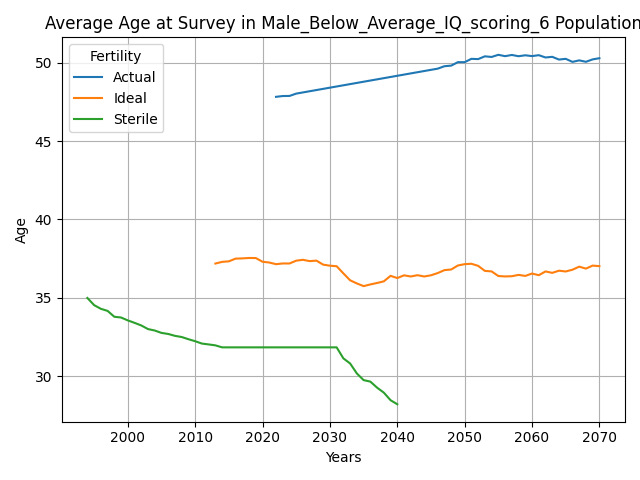 Average Age at Survey in Male_Below_Average_IQ_scoring_6 Population
Fertility
Actual
Ideal
Sterile
Age
50
45
40
35
30
2000 2010 2020 2030 2040 2050 2060 2070
Years